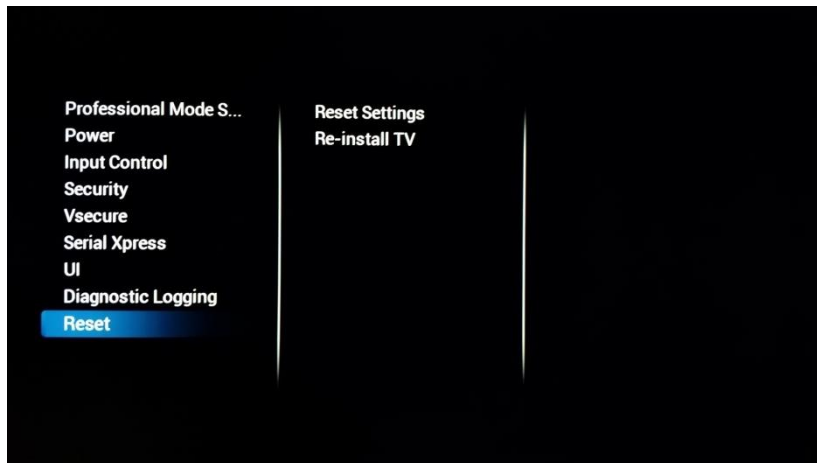 Professional Mode S...
Power
Input Control
Security
Vsecure
Serial Xpress
UI
Diagnostic Logging
Reset
Reset Settings
Re-install TV